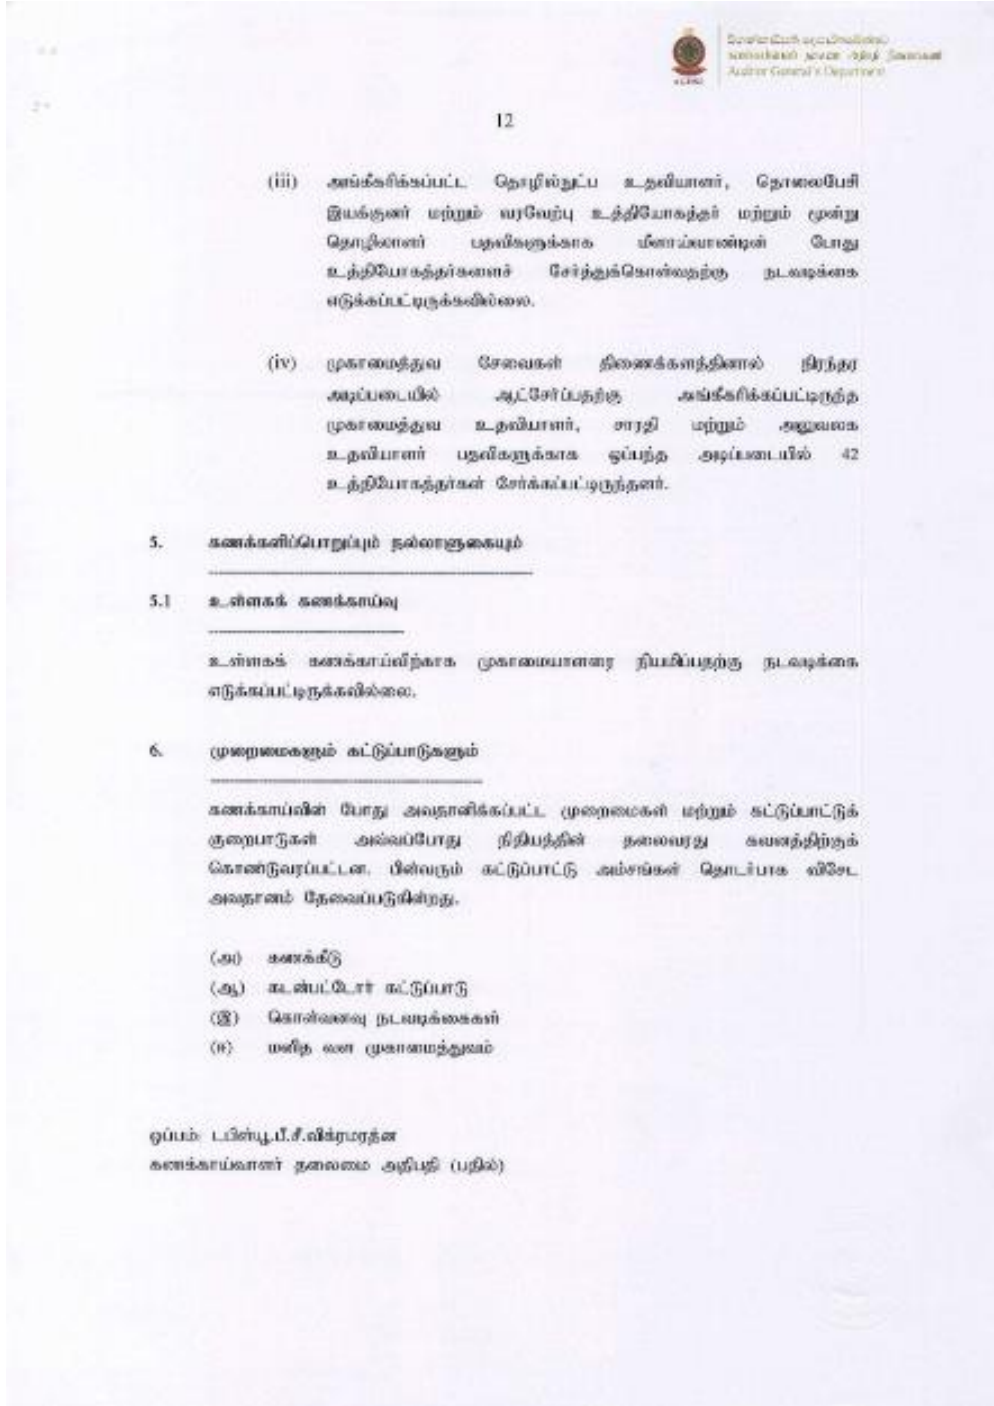 Auditor General's Department
12
(iii) அங்கீகரிக்கப்பட்ட தொழில்நுட்ப உதவியாளர், தொலைபேசி
இயக்குனர் மற்றும் வரவேற்பு உத்தியோகத்தர் மற்றும் மூன்று
தொழிலாளர் பதவிகளுக்காக மீளாய்வாண்டின் போது
உத்தியோகத்தர்களைச் சேர்த்துக்கொள்வதற்கு நடவடிக்கை
எடுக்கப்பட்டிருக்கவில்லை.
(iv) முகாமைத்துவ சேவைகள் திணைக்களத்தினால் நிரந்தர
அடிப்படையில் ஆட்சேர்ப்பதற்கு அங்கீகரிக்கப்பட்டிருந்த
முகாமைத்துவ உதவியாளர், சாரதி மற்றும் அலுவலக
உதவியாளர் பதவிகளுக்காக ஒப்பந்த அடிப்படையில் 42
உத்தியோகத்தர்கள் சேர்க்கப்பட்டிருந்தனர்.
5. கணக்களிப்பொறுப்பும் நல்லாளுகையும்
5.1 உள்ளகக் கணக்காய்வு
உள்ளகக் கணக்காய்விற்காக முகாமையாளரை நியமிப்பதற்கு நடவடிக்கை
எடுக்கப்பட்டிருக்கவில்லை.
6. முறைமைகளும் கட்டுப்பாடுகளும்
கணக்காய்வின் போது அவதானிக்கப்பட்ட முறைமைகள் மற்றும் கட்டுப்பாட்டுக்
குறைபாடுகள் அவ்வப்போது நிதியத்தின் தலைவரது கவனத்திற்குக்
கொண்டுவரப்பட்டன. பின்வரும் கட்டுப்பாட்டு அம்சங்கள் தொடர்பாக விசேட
அவதானம் தேவைப்படுகின்றது.
(அ) கணக்கீடு
(ஆ) கடன்பட்டோர் கட்டுப்பாடு
(இ) கொள்வனவு நடவடிக்கைகள்
(ஈ) மனித வள முகாமைத்துவம்
ஒப்பம்: டபிள்யூ.பீ.சீ.விக்ரமரத்ன
கணக்காய்வாளர் தலைமை அதிபதி (பதில்)